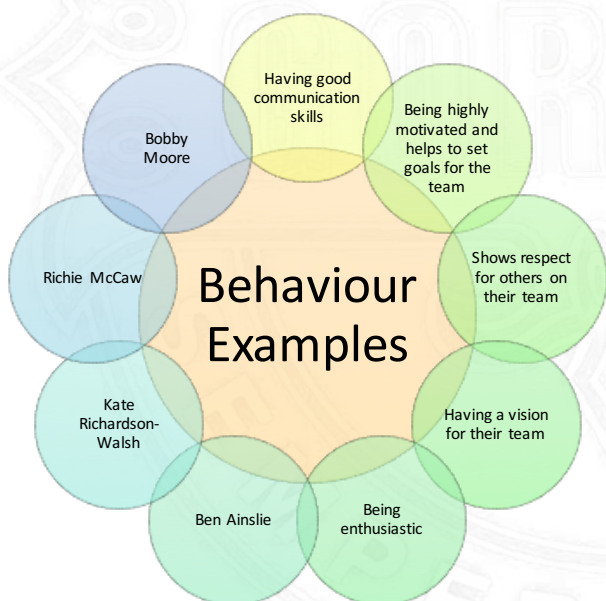 Behaviour
Examples
Having good
communication
skills
Being highly
motivated and
helps to set
goals for the
team
Shows respect
for others on
their team
Having a vision
for their team
Being
enthusiastic
Ben Ainslie
Kate
Richardson-
Walsh
Richie McCaw
Bobby
Moore